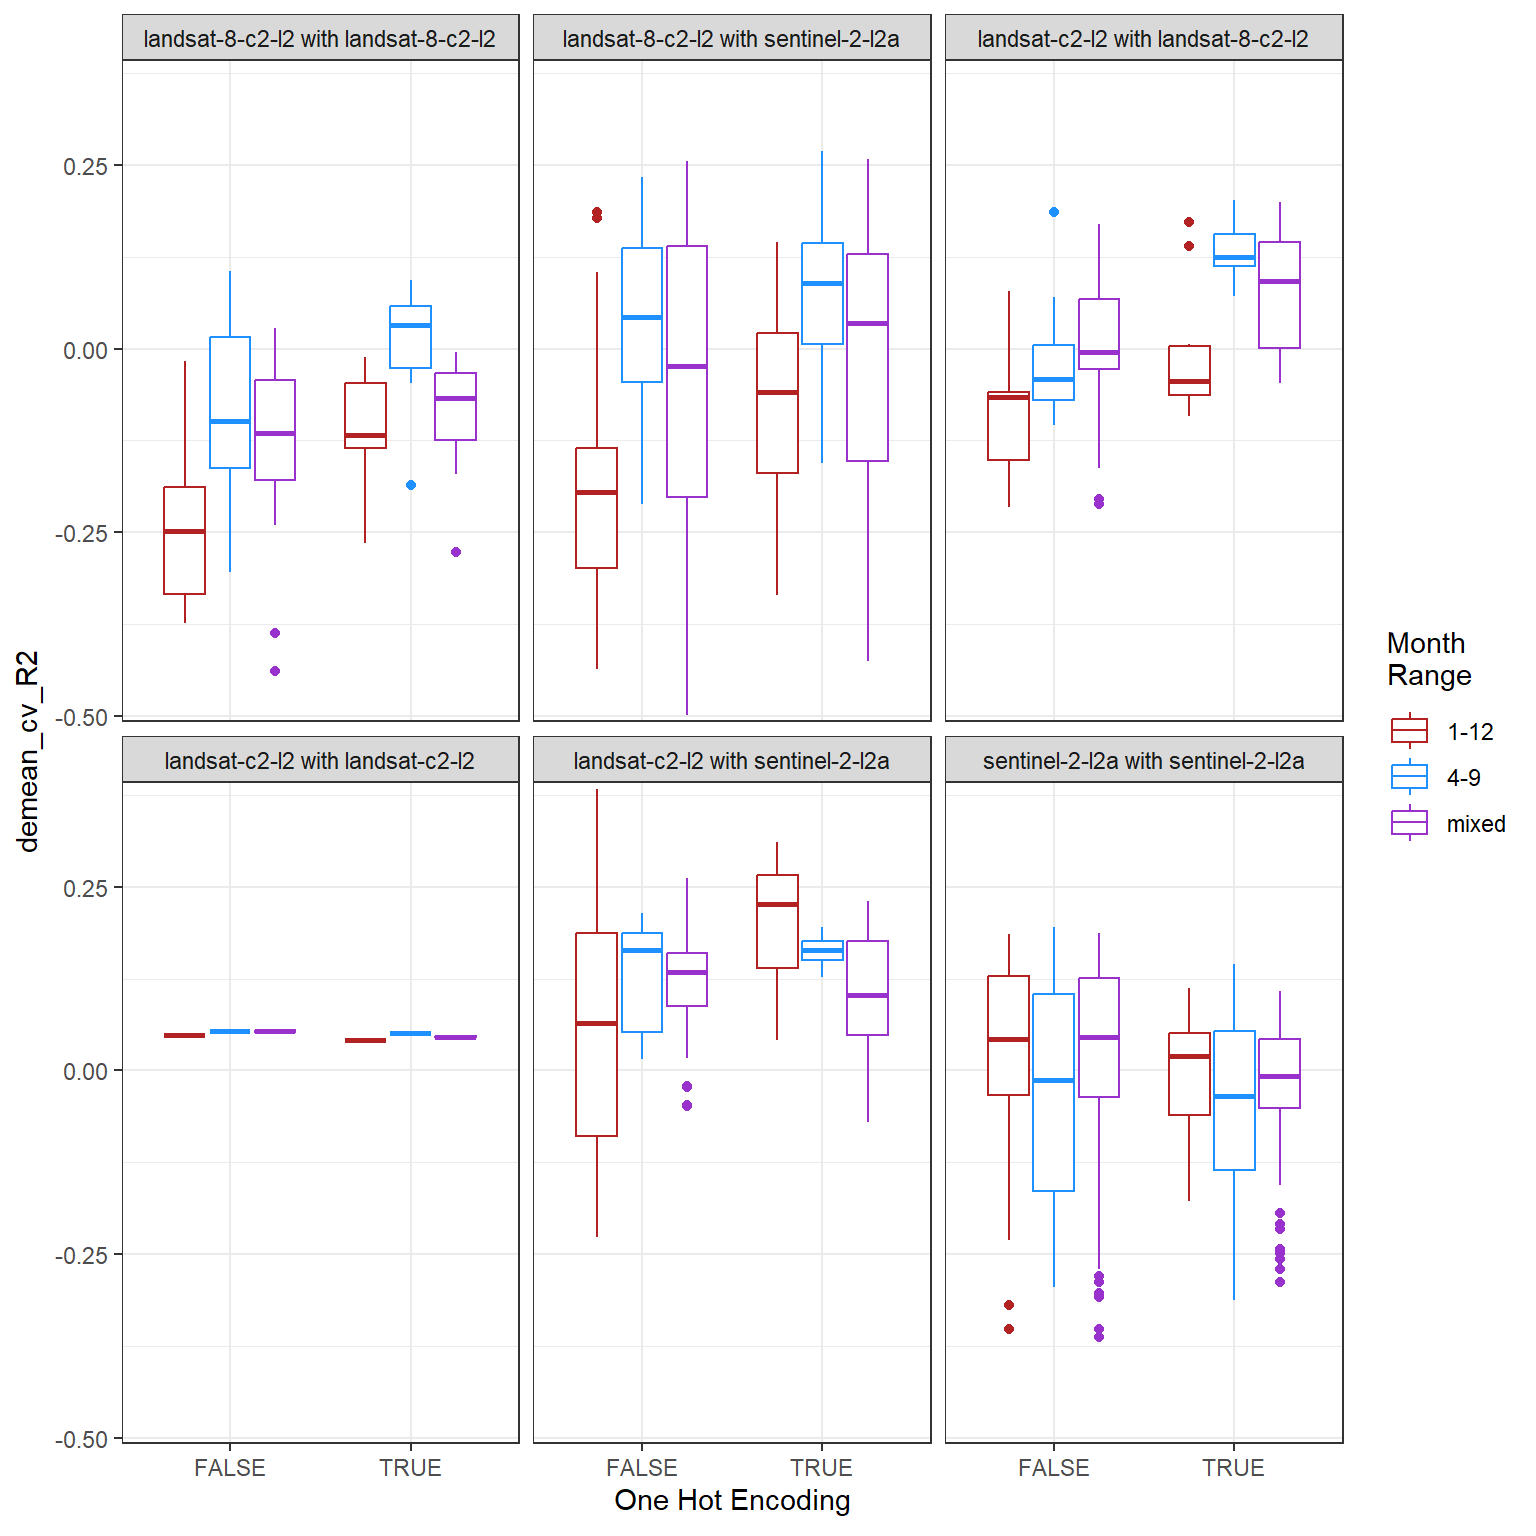 landsat-8-c2-l2 with landsat-8-c2-l2
landsat-8-c2-l2 with sentinel-2-l2a
landsat-c2-l2 with landsat-8-c2-l2
0.25
0.00
-0.25
-0.50
landsat-c2-l2 with landsat-c2-l2
landsat-c2-l2 with sentinel-2-l2a
sentinel-2-l2a with sentinel-2-l2a
0.25
0.00
-0.25
-0.50
demean_cv_R2
FALSE
TRUE
FALSE
TRUE
FALSE
TRUE
One Hot Encoding
Month
Range
1-12
4-9
mixed